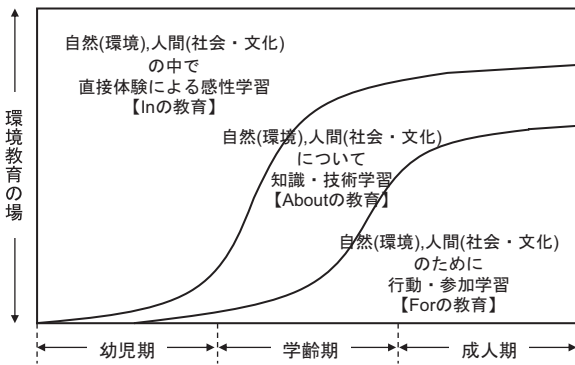 自然(環境),人間(社会・文化)
の中で
直接体験による感性学習
【Inの教育】
自然(環境),人間(社会・文化)
について
知識・技術学習
【Aboutの教育】
自然(環境),人間(社会・文化)
のために
行動・参加学習
【Forの教育】
環境教育の場
幼児期
学齢期
成人期